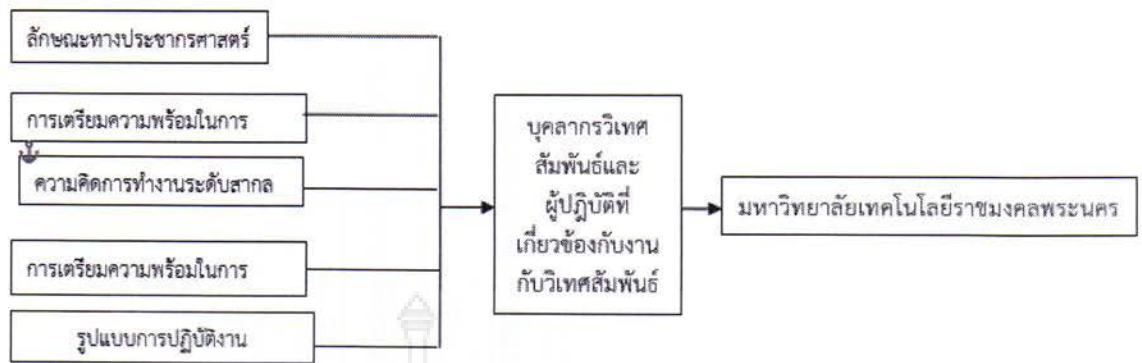 ลักษณะทางประชากรศาสตร์
การเตรียมความพร้อมในการ
ความคิดการทำงานระดับสากล
การเตรียมความพร้อมในการ
รูปแบบการปฏิบัติงาน
บุคลากรวิเทศ
สัมพันธ์และ
ผู้ปฎิบัติที่
เกี่ยวข้องกับงาน
กับวิเทศสัมพันธ์
มหาวิทยาลัยเทคโนโลยีราชมงคลพระนคร